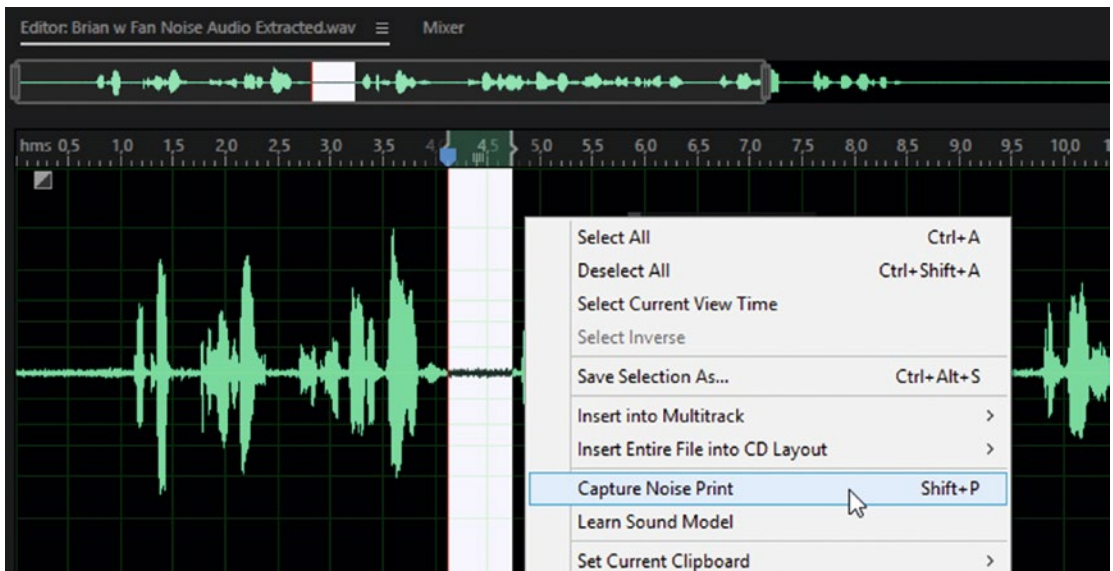 Editor: Brian w Fan Noise Audio Extracted.wav ☰ Mixer
hms 0,5 1,0 1,5 2,0 2,5 3,0 3,5 4,5 5,0 5,5 6,0 6,5 7,0 7,5 8,0 8,5 9,0 9,5 10,0
Select All Ctrl+A
Deselect All Ctrl+Shift+A
Select Current View Time
Select Inverse
Save Selection As... Ctrl+Alt+S
Insert into Multitrack >
Insert Entire File into CD Layout >
Capture Noise Print Shift+P
Learn Sound Model
Set Current Clipboard >